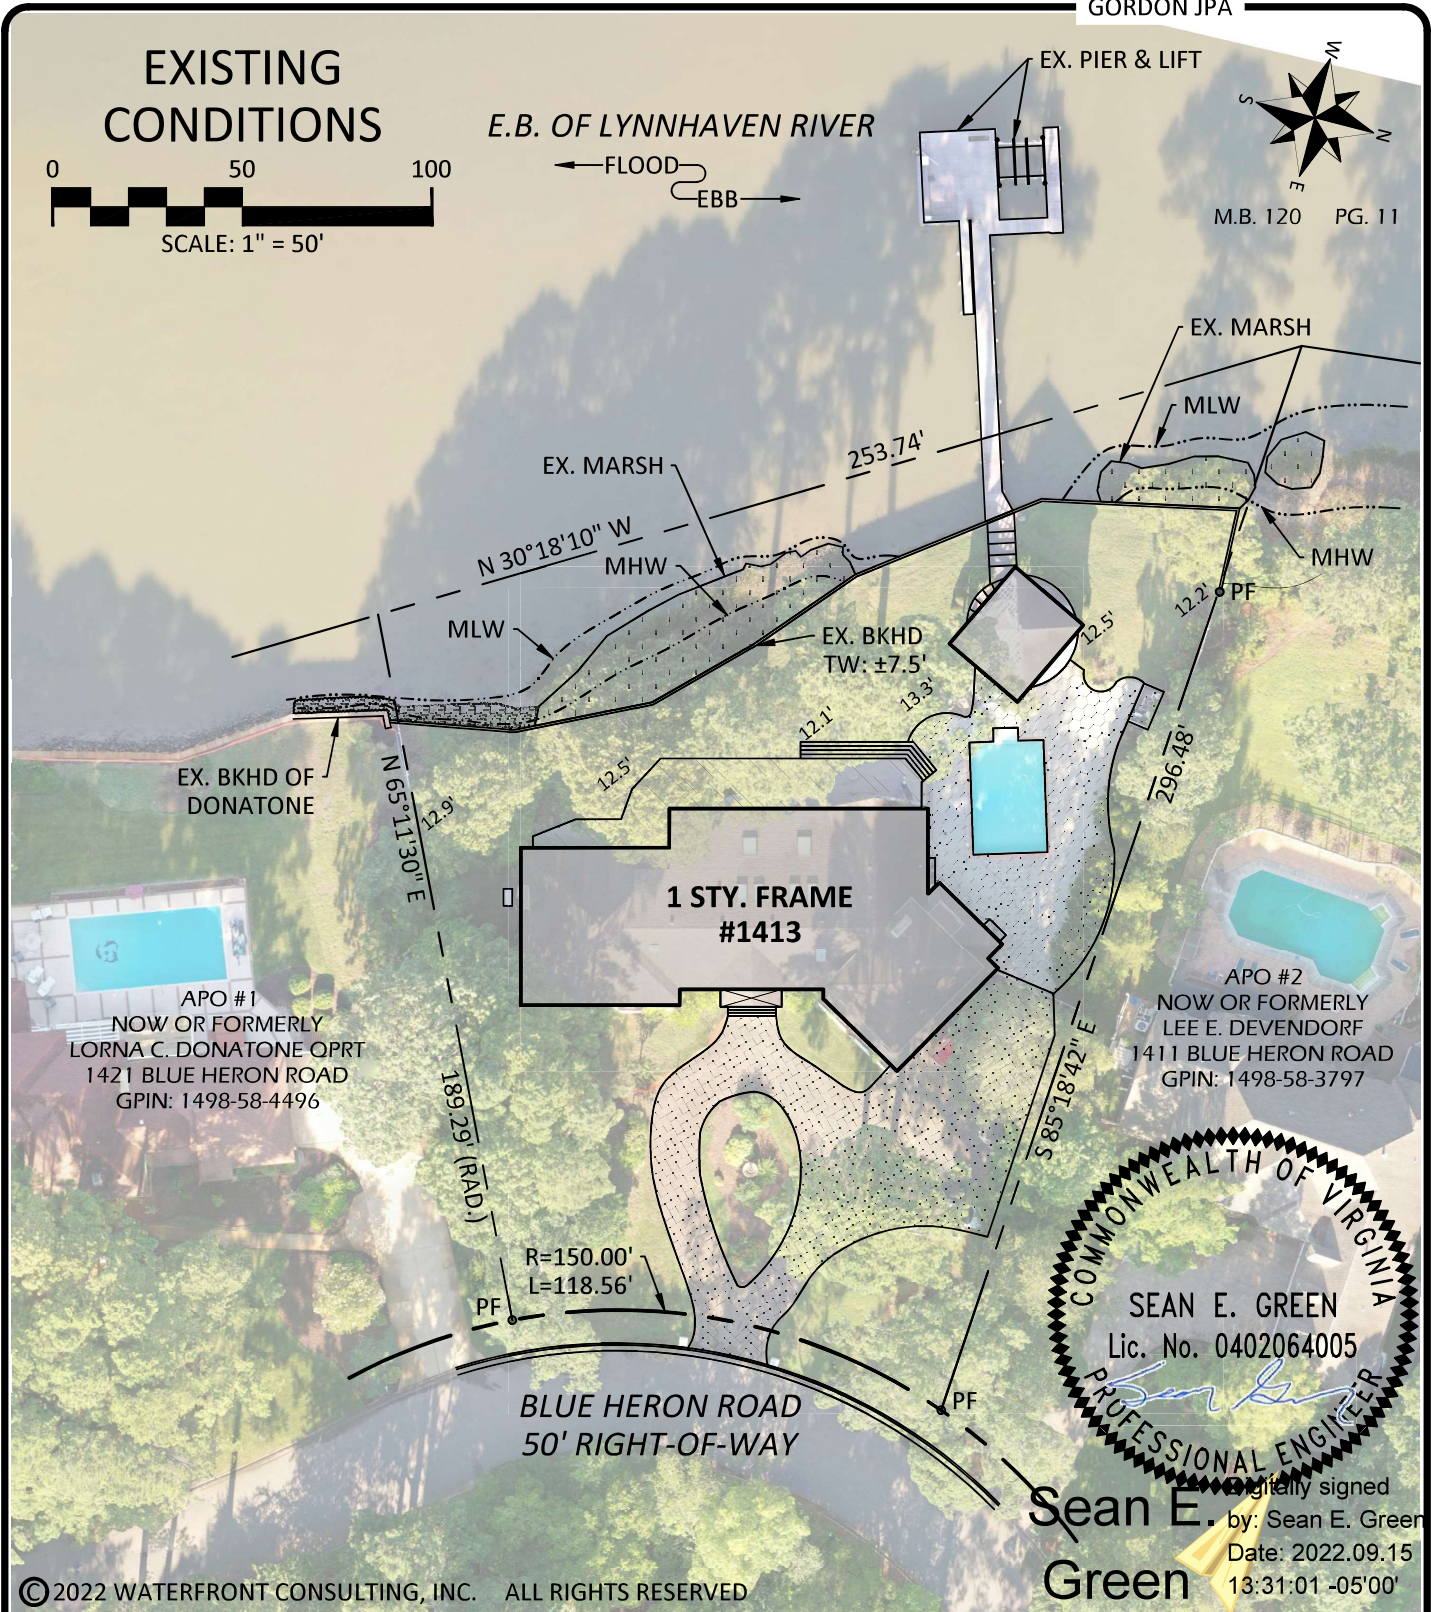 GORDON JPA
EXISTING
CONDITIONS
0 50 100
SCALE: 1" = 50'
E.B. OF LYNNHAVEN RIVER
FLOOD
EBB
EX. PIER & LIFT
W
S
N
E
M.B. 120 PG. 11
EX. MARSH
MLW
253.74'
EX. MARSH
N 30°18'10" W
MHW
MHW
MLW
EX. BKHD
TW: ±7.5'
12.5'
12.2'
PF
13.3'
12.1'
12.5'
EX. BKHD OF
DONATONE
N 65°11'30" E
12.9'
296.48'
1 STY. FRAME
#1413
APO #1
NOW OR FORMERLY
LORNA C. DONATONE QPRT
1421 BLUE HERON ROAD
GPIN: 1498-58-4496
APO #2
NOW OR FORMERLY
LEE E. DEVENDORF
1411 BLUE HERON ROAD
GPIN: 1498-58-3797
189.29' (RAD.)
S 85°18'42" E
R=150.00'
L=118.56'
PF
PF
BLUE HERON ROAD
50' RIGHT-OF-WAY
COMMONWEALTH OF VIRGINIA
SEAN E. GREEN
Lic. No. 0402064005
Sean Green
PROFESSIONAL ENGINEER
Sean E.
Green
Digitally signed
by: Sean E. Green
Date: 2022.09.15
13:31:01 -05'00'
© 2022 WATERFRONT CONSULTING, INC. ALL RIGHTS RESERVED